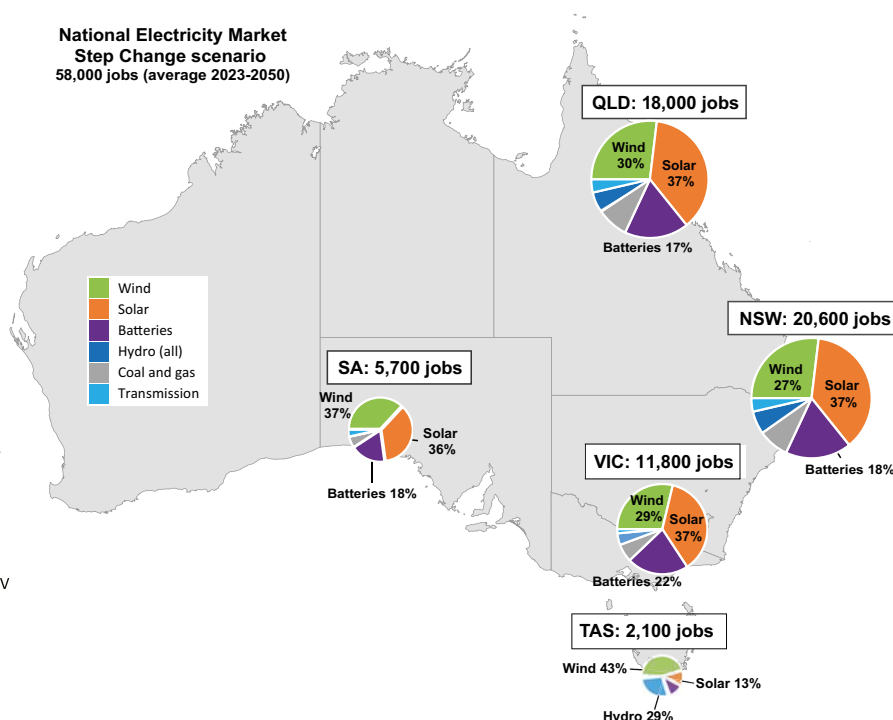 National Electricity Market
Step Change scenario
58,000 jobs (average 2023-2050)
QLD: 18,000 jobs
Wind
30%
Solar
37%
Batteries 17%
Wind
Solar
Batteries
Hydro (all)
Coal and gas
Transmission
NSW: 20,600 jobs
Wind
27%
Solar
37%
Batteries 18%
SA: 5,700 jobs
Wind
37%
Solar
36%
Batteries 18%
VIC: 11,800 jobs
Wind
29%
Solar
37%
Batteries 22%
V
TAS: 2,100 jobs
Wind 43%
Solar 13%
Hydro 29%